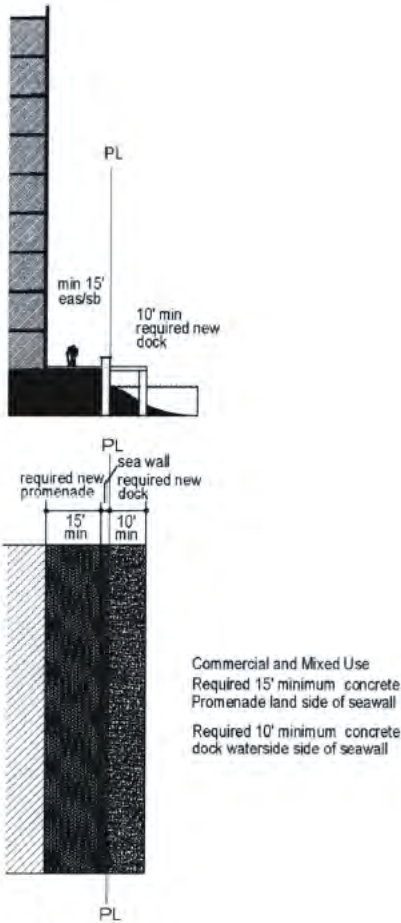 PL
min 15'
eas/sb
10' min
required new
dock
PL
sea wall
required new
promenade
required new
dock
15'
min
10'
min
Commercial and Mixed Use
Required 15' minimum concrete
Promenade land side of seawall
Required 10' minimum concrete
dock waterside side of seawall
PL